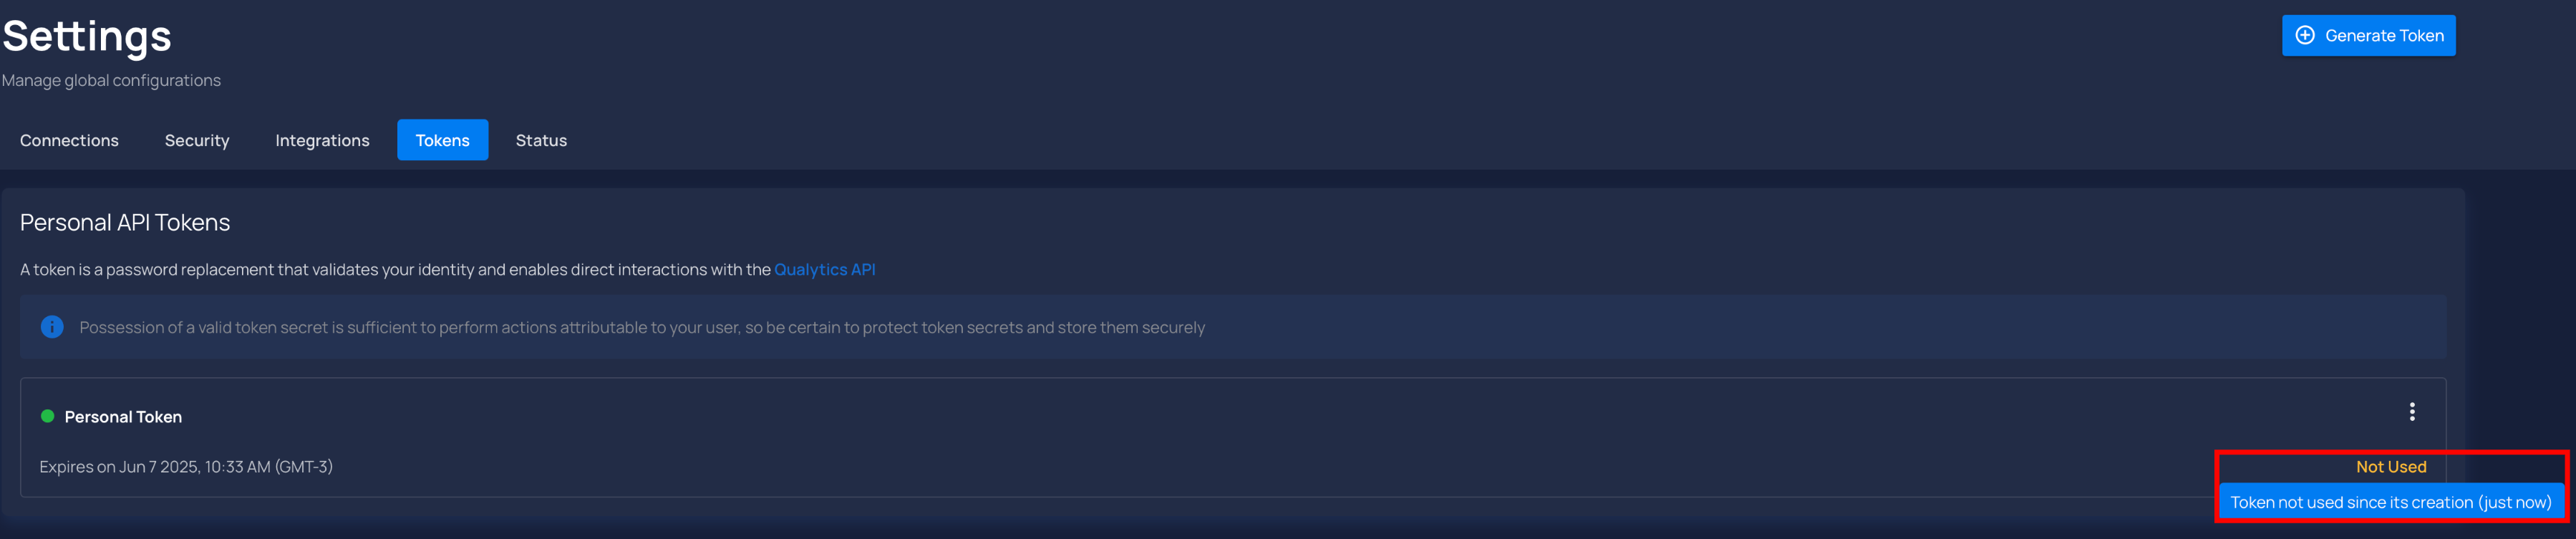 Settings
Generate Token
Manage global configurations
Connections Security Integrations Tokens Status
Personal API Tokens
A token is a password replacement that validates your identity and enables direct interactions with the Qualytics API
Possession of a valid token secret is sufficient to perform actions attributable to your user, so be certain to protect token secrets and store them securely
Personal Token
Expires on Jun 7 2025, 10:33 AM (GMT-3)
Not Used
Token not used since its creation (just now)